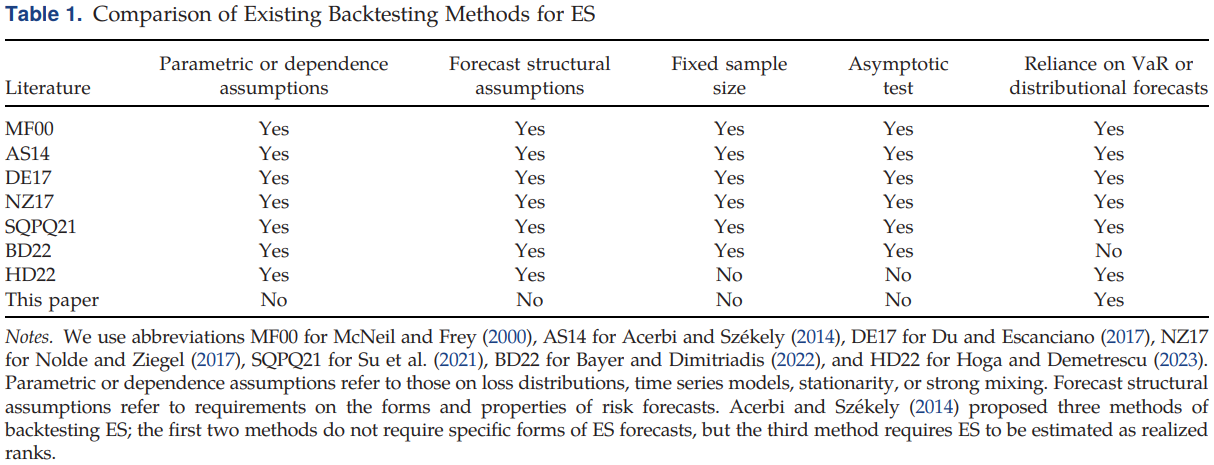 Table 1. Comparison of Existing Backtesting Methods for ES
Parametric or dependence Forecast structural Fixed sample Asymptotic Reliance on VaR or
Literature assumptions assumptions size test distributional forecasts
MF00 Yes Yes Yes Yes Yes
AS14 Yes Yes Yes Yes Yes
DE17 Yes Yes Yes Yes Yes
NZ17 Yes Yes Yes Yes Yes
SQPQ21 Yes Yes Yes Yes Yes
BD22 Yes Yes Yes Yes No
HD22 Yes Yes No No Yes
This paper No No No No Yes
Notes. We use abbreviations MF00 for McNeil and Frey (2000), AS14 for Acerbi and Székely (2014), DE17 for Du and Escanciano (2017), NZ17
for Nolde and Ziegel (2017), SQPQ21 for Su et al. (2021), BD22 for Bayer and Dimitriadis (2022), and HD22 for Hoga and Demetrescu (2023).
Parametric or dependence assumptions refer to those on loss distributions, time series models, stationarity, or strong mixing. Forecast structural
assumptions refer to requirements on the forms and properties of risk forecasts. Acerbi and Székely (2014) proposed three methods of
backtesting ES; the first two methods do not require specific forms of ES forecasts, but the third method requires ES to be estimated as realized
ranks.